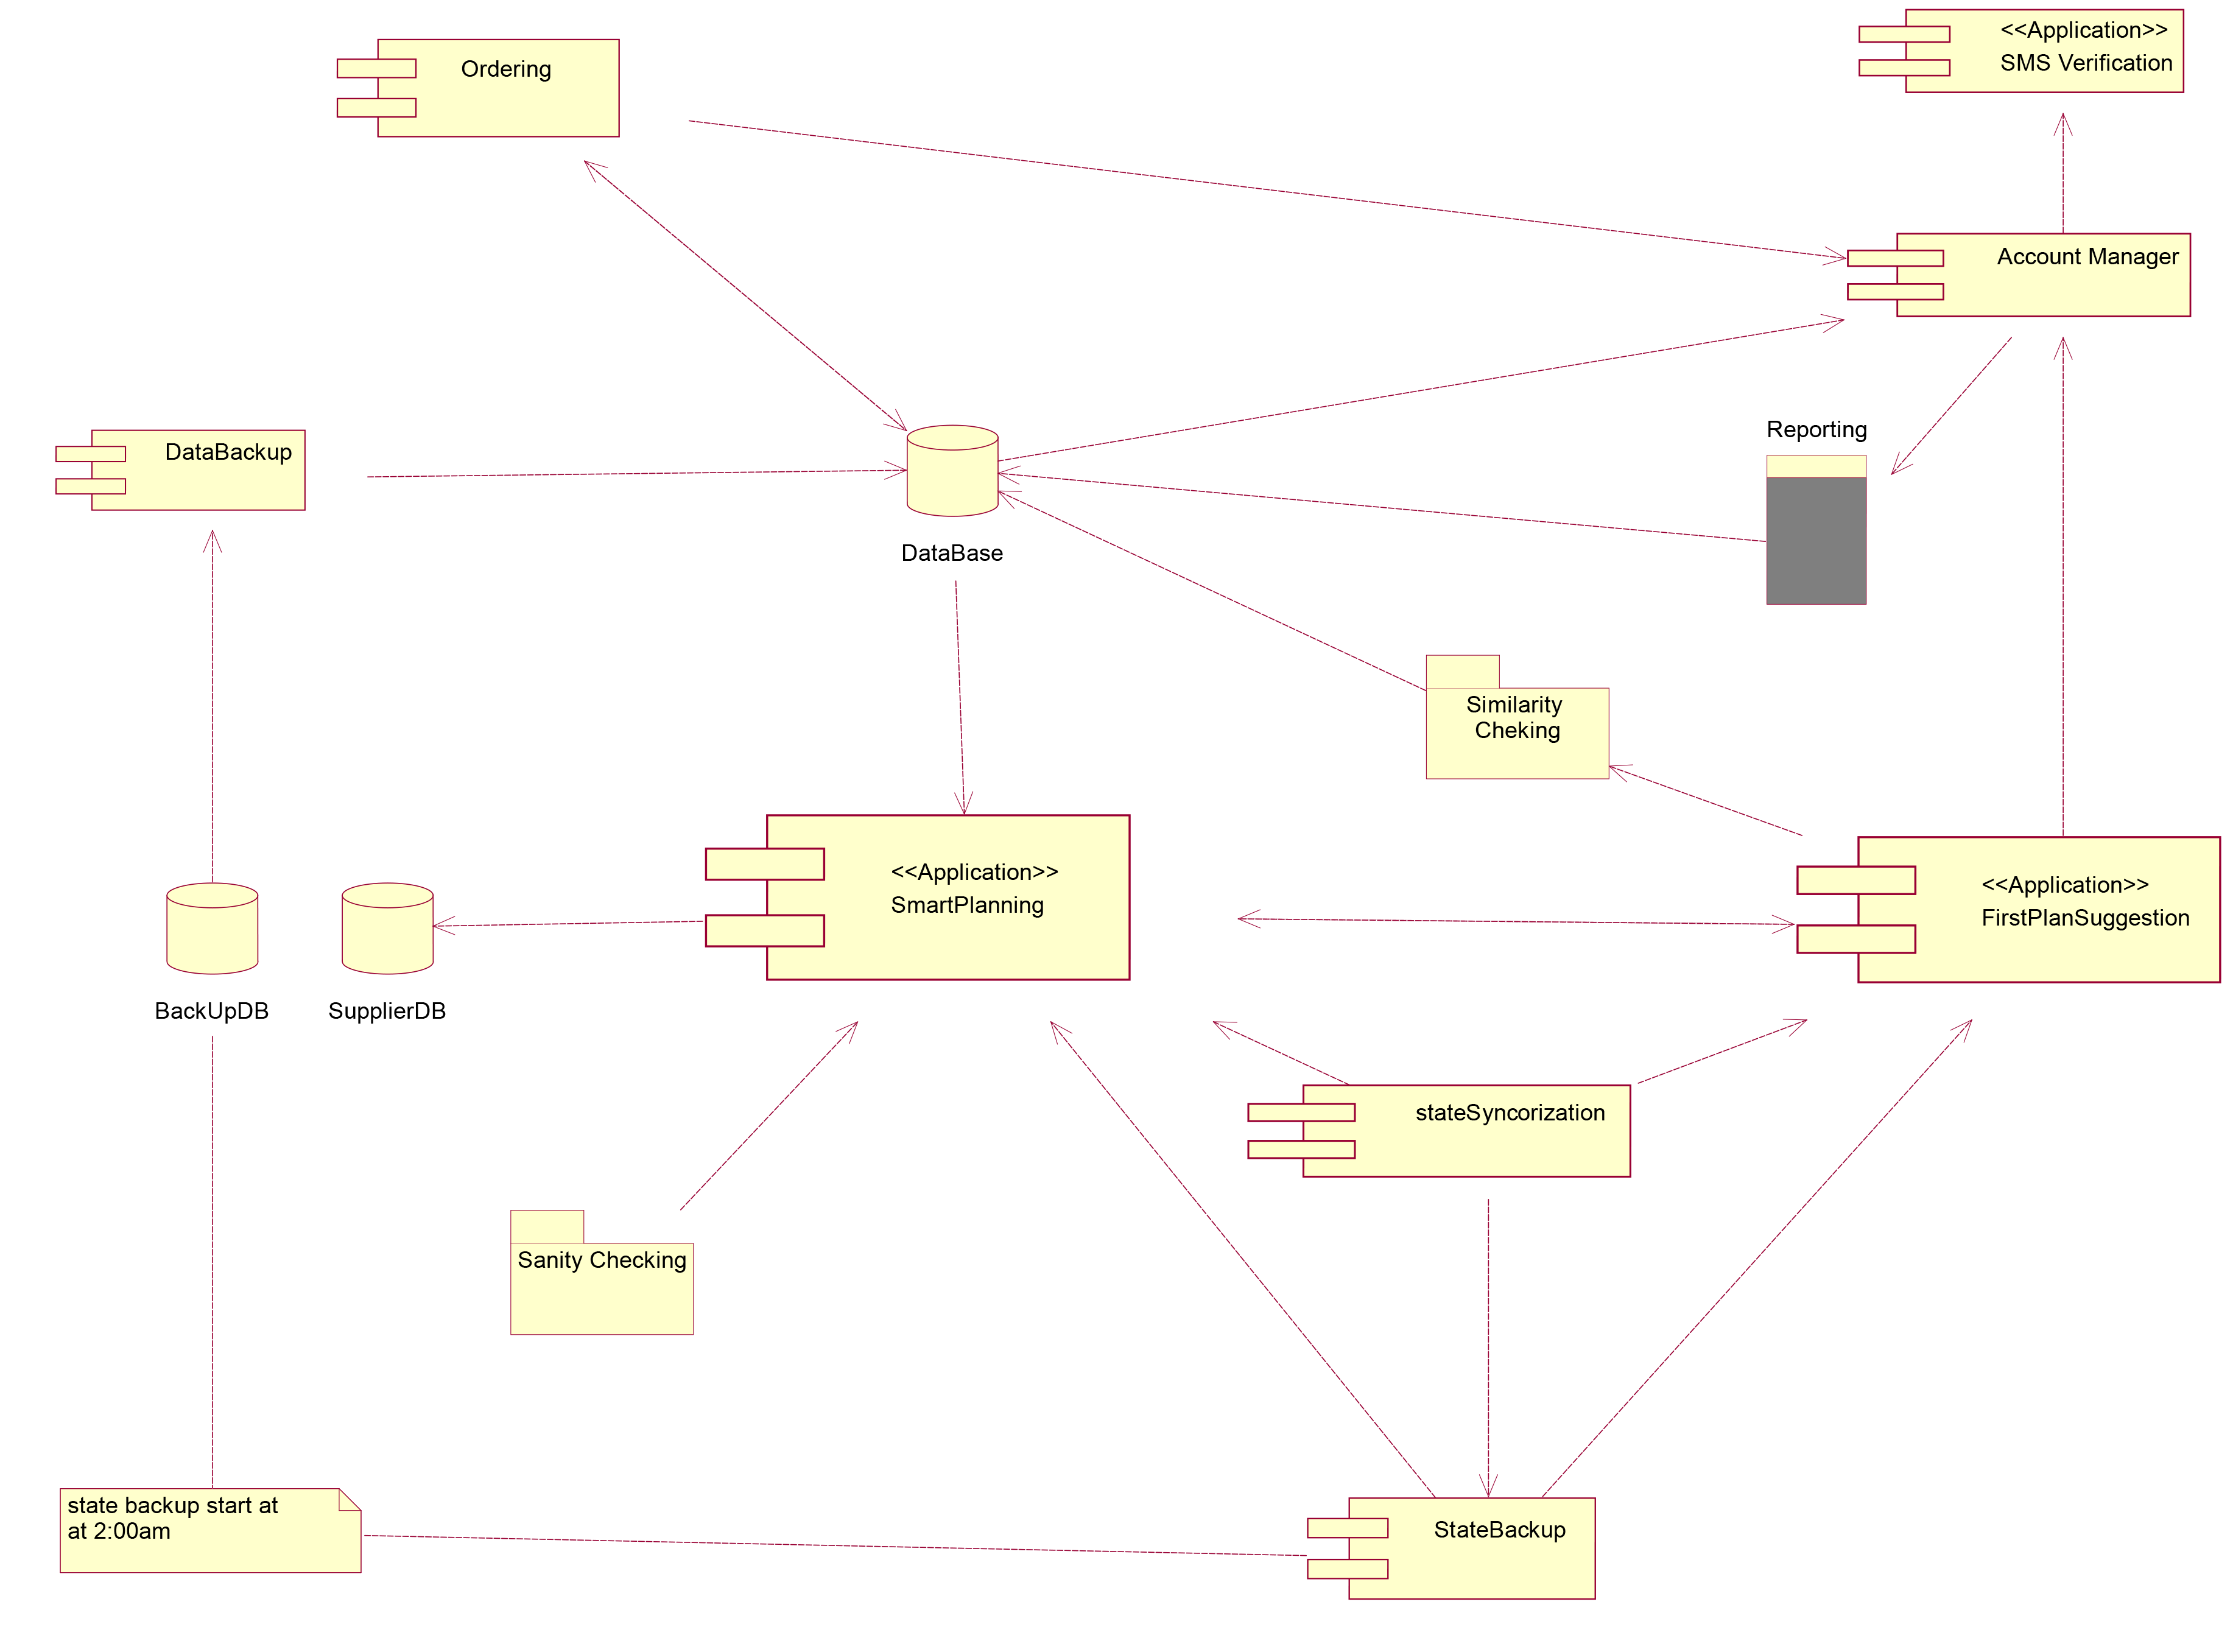 <<Application>>
SMS Verification
Ordering
Account Manager
Reporting
DataBackup
DataBase
Similarity
Cheking
<<Application>>
SmartPlanning
<<Application>>
FirstPlanSuggestion
BackUpDB
SupplierDB
stateSyncorization
Sanity Checking
state backup start at
at 2:00am
StateBackup